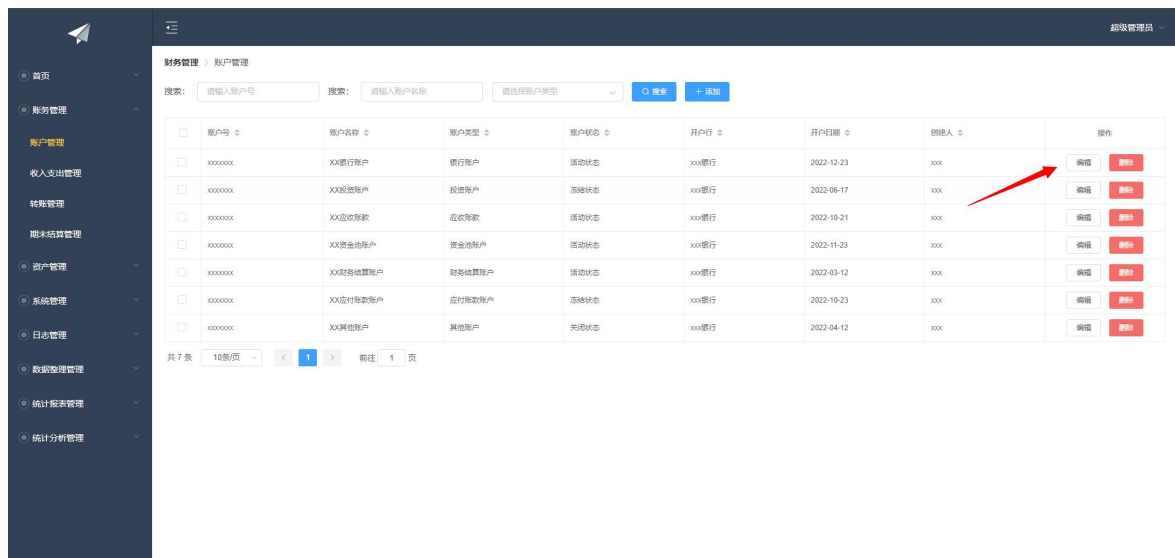 超级管理员
首页
账务管理
账户管理
收入支出管理
转账管理
期末结算管理
资产管理
系统管理
日志管理
数据整理管理
统计报表管理
统计分析管理
财务管理 > 账户管理
搜索: 请输入账户号 搜索: 请输入账户名称 请选择账户类型 搜索 + 添加
账户号 账户名称 账户类型 账户状态 开户行 开户日期 创建人 操作
xxxxxxx XX银行账户 银行账户 活动状态 xxx银行 2022-12-23 xxx 编辑 删除
xxxxxxx XX投资账户 投资账户 冻结状态 xxx银行 2022-06-17 xxx 编辑 删除
xxxxxxx XX应收账款 应收账款 活动状态 xxx银行 2022-10-21 xxx 编辑 删除
xxxxxxx XX资金池账户 资金池账户 活动状态 xxx银行 2022-11-23 xxx 编辑 删除
xxxxxxx XX财务结算账户 财务结算账户 活动状态 xxx银行 2022-03-12 xxx 编辑 删除
xxxxxxx XX应付账款账户 应付账款账户 冻结状态 xxx银行 2022-10-23 xxx 编辑 删除
xxxxxxx XX其他账户 其他账户 关闭状态 xxx银行 2022-04-12 xxx 编辑 删除
共 7 条 10条/页 < 1 > 前往 1 页